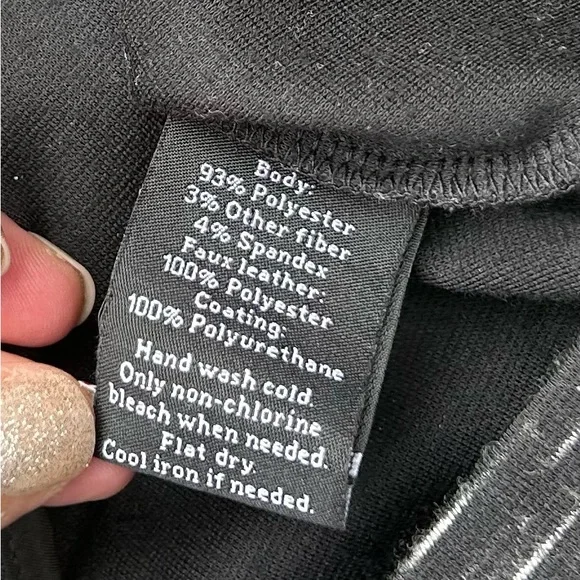 Body:
93% Polyester
3% Other fiber
4% Spandex
Faux leather:
100% Polyester
Coating:
100% Polyurethane
Hand wash cold.
Only non-chlorine
bleach when needed.
Flat dry.
Cool iron if needed.